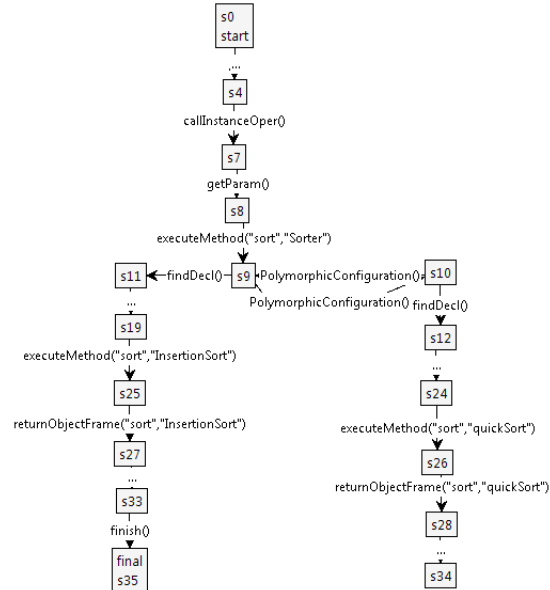 s0
start
,...
s4
callInstanceOper()
s7
getParam()
s8
executeMethod("sort","Sorter")
s11
findDecl()
s9
PolymorphicConfiguration()
s10
PolymorphicConfiguration()
findDecl()
...
s12
s19
...
executeMethod("sort","InsertionSort")
s24
s25
executeMethod("sort","quickSort")
returnObjectFrame("sort","InsertionSort")
s26
s27
returnObjectFrame("sort","quickSort")
...
s28
s33
finish()
...
final
s35
s34